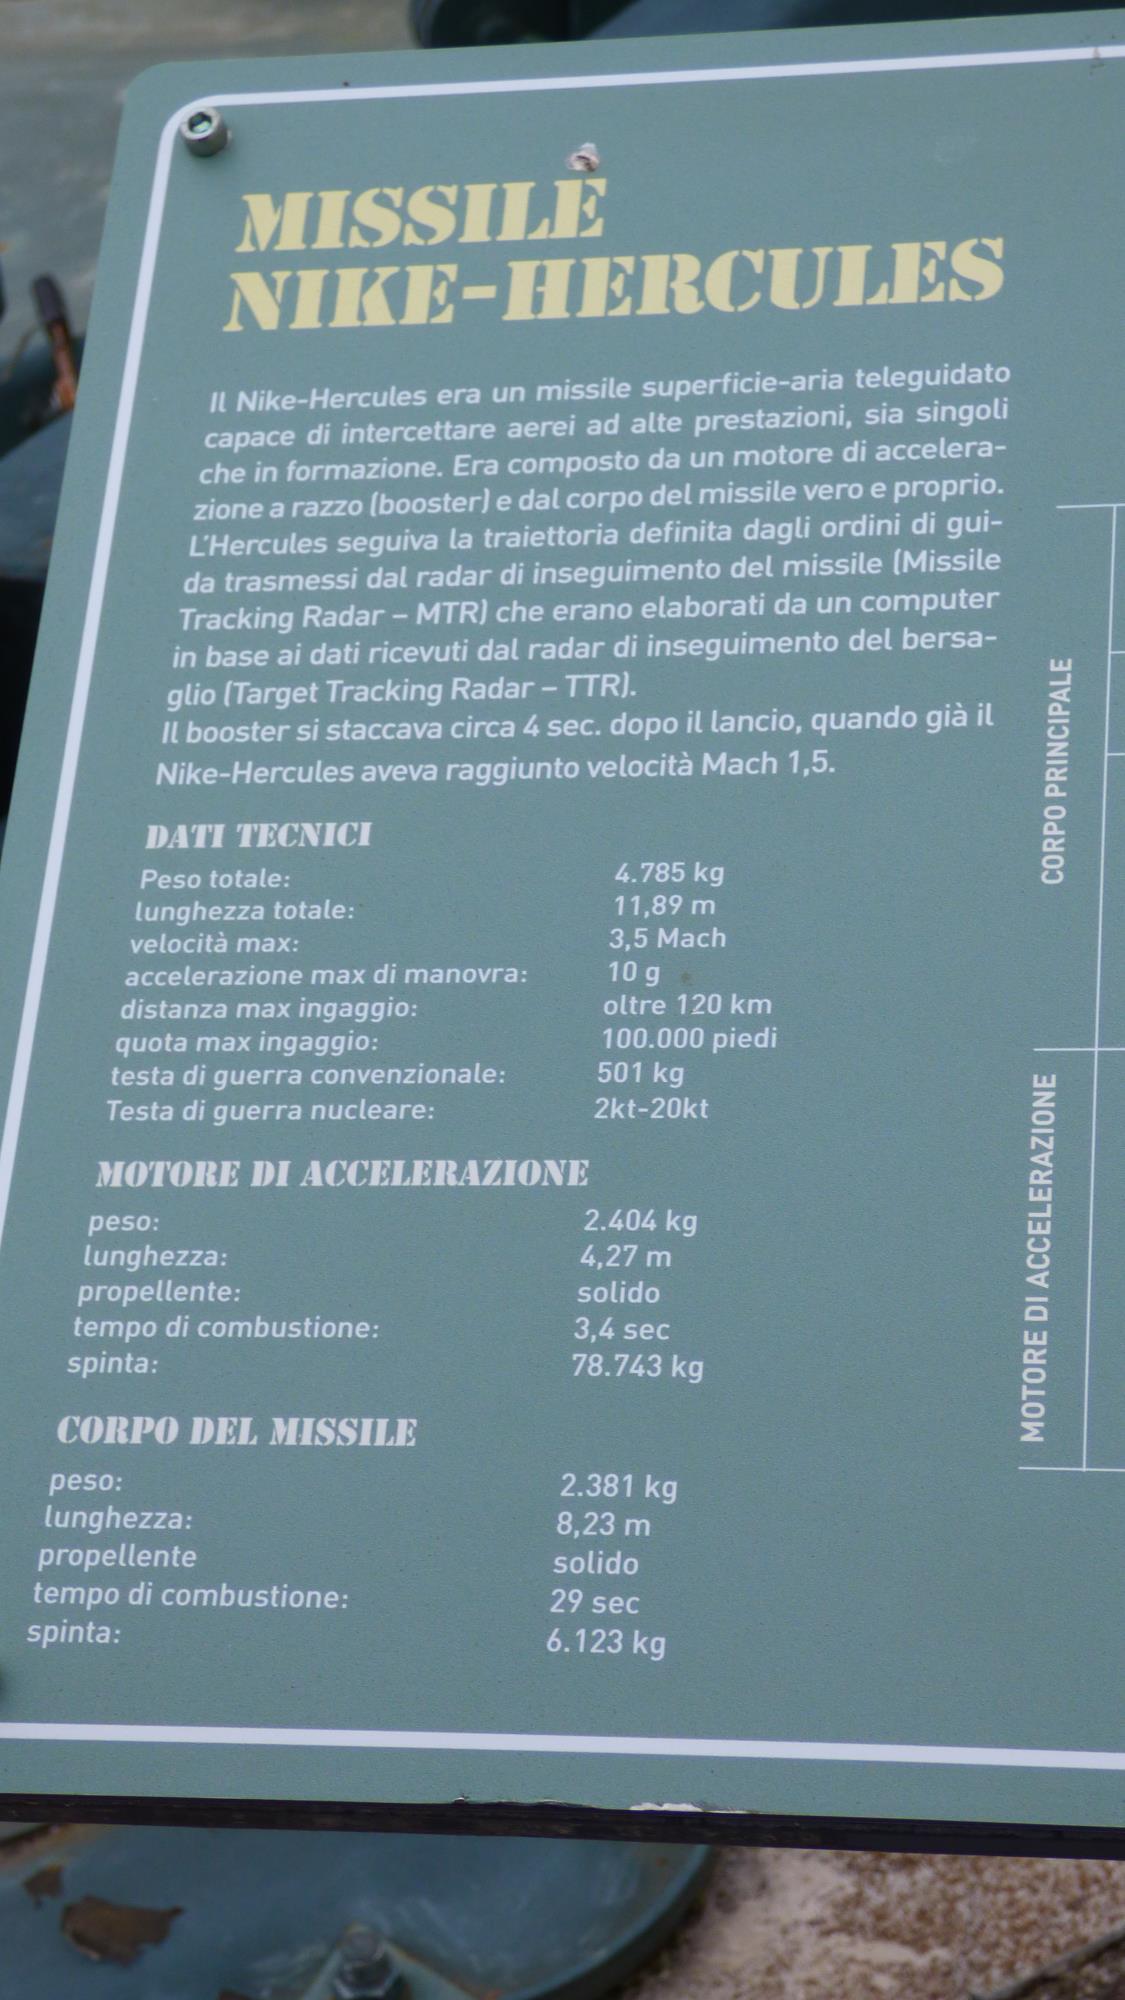 MISSILE
NIKE-HERCULES
Il Nike-Hercules era un missile superficie-aria teleguidato
capace di intercettare aerei ad alte prestazioni, sia singoli
che in formazione. Era composto da un motore di accelera-
zione a razzo (booster) e dal corpo del missile vero e proprio.
L'Hercules seguiva la traiettoria definita dagli ordini di gui-
da trasmessi dal radar di inseguimento del missile (Missile
Tracking Radar – MTR) che erano elaborati da un computer
in base ai dati ricevuti dal radar di inseguimento del bersa-
glio (Target Tracking Radar – TTR).
Il booster si staccava circa 4 sec. dopo il lancio, quando già il
Nike-Hercules aveva raggiunto velocità Mach 1,5.
DATI TECNICI
Peso totale: 4.785 kg
lunghezza totale: 11,89 m
velocità max: 3,5 Mach
accelerazione max di manovra: 10 g
distanza max ingaggio: oltre 120 km
quota max ingaggio: 100.000 piedi
testa di guerra convenzionale: 501 kg
Testa di guerra nucleare: 2kt-20kt
MOTORE DI ACCELERAZIONE
peso: 2.404 kg
lunghezza: 4,27 m
propellente: solido
tempo di combustione: 3,4 sec
spinta: 78.743 kg
CORPO DEL MISSILE
peso: 2.381 kg
lunghezza: 8,23 m
propellente solido
tempo di combustione: 29 sec
spinta: 6.123 kg
CORPO PRINCIPALE
MOTORE DI ACCELERAZIONE